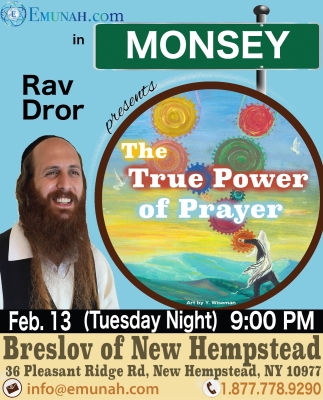 EMUNAH.com
in
MONSEY
Rav
Dror
presents
The
True Power
of Prayer
Art by Y. Wiseman
Feb. 13 (Tuesday Night) 9:00 PM
Breslov of New Hempstead
36 Pleasant Ridge Rd, New Hempstead, NY 10977
info@emunah.com
1.877.778.9290